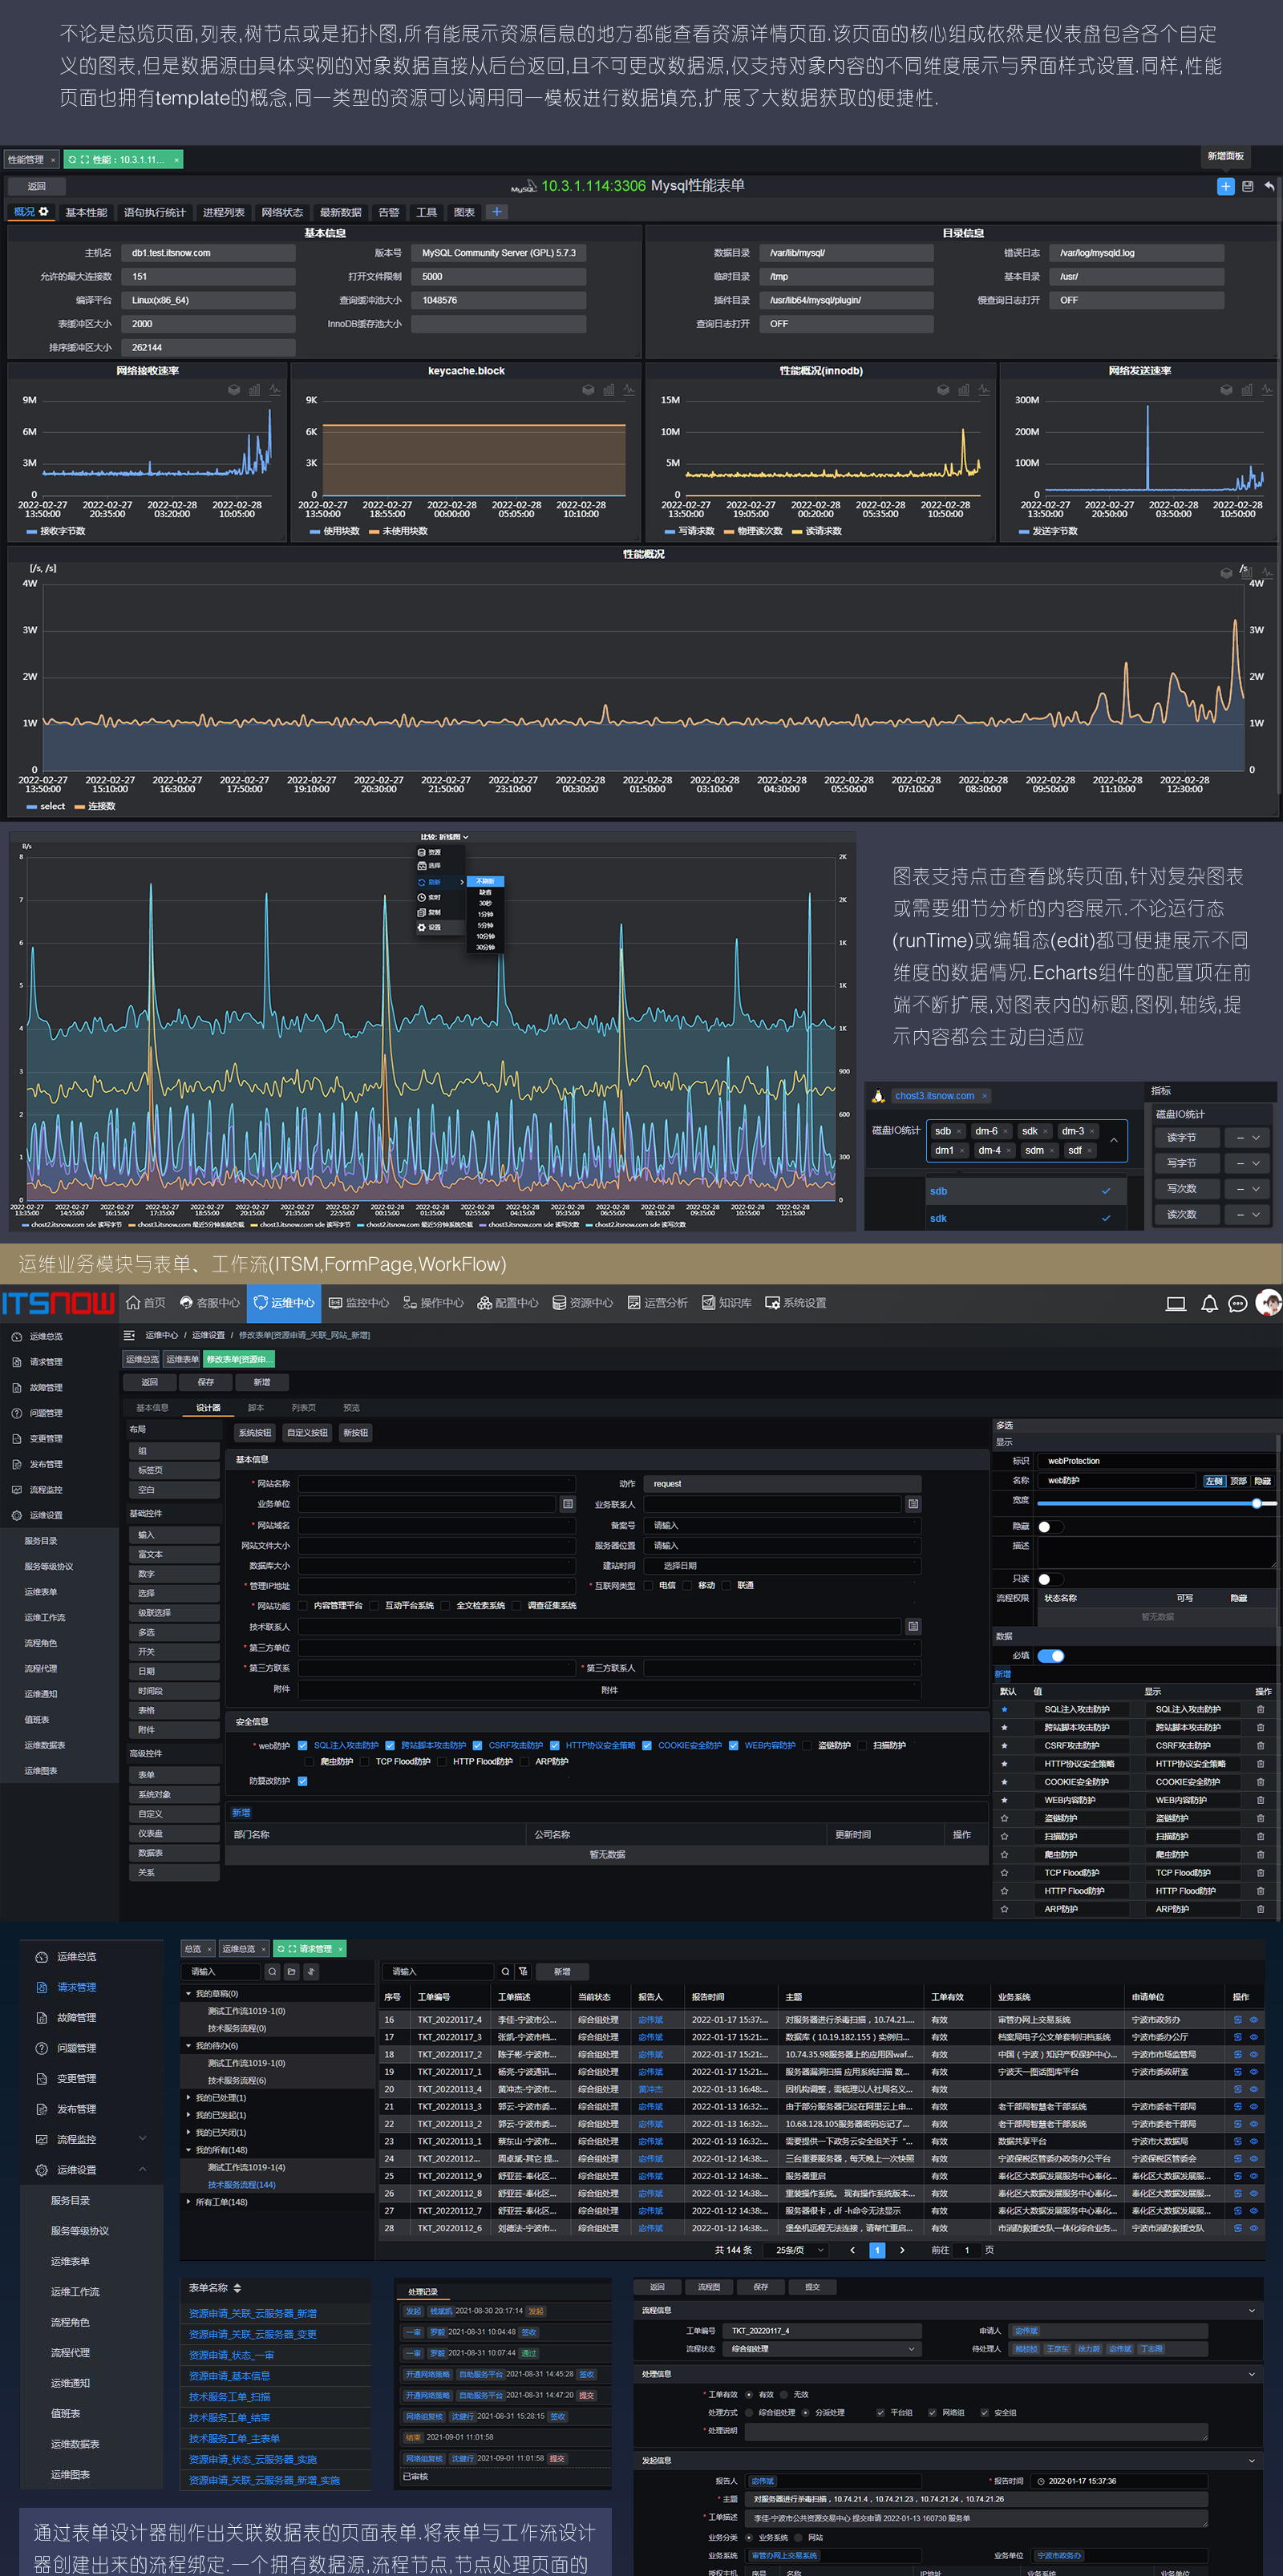 不论是总览页面,列表,树节点或是拓扑图,所有能展示资源信息的地方都能查看资源详情页面.该页面的核心组成依然是仪表盘包含各个自定
义的图表,但是数据源由具体实例的对象数据直接从后台返回,且不可更改数据源,仅支持对象内容的不同维度展示与界面样式设置.同样,性能
页面也拥有template的概念,同一类型的资源可以调用同一模板进行数据填充,扩展了大数据获取的便捷性.
性能管理 × 性能：10.3.1.11... × 新增面板
返回 MySQL 10.3.1.114:3306 Mysql性能表单
概况 基本性能 语句执行统计 进程列表 网络状态 最新数据 告警 工具 图表 +
基本信息 目录信息
主机名 db1.test.itsnow.com 版本号 MySQL Community Server (GPL) 5.7.3 数据目录 /var/lib/mysql/ 错误日志 /var/log/mysqld.log
允许的最大连接数 151 打开文件限制 5000 临时目录 /tmp 基本目录 /usr/
编译平台 Linux(x86_64) 查询缓冲池大小 1048576 插件目录 /usr/lib64/mysql/plugin/ 慢查询日志打开 OFF
表缓冲区大小 2000 InnoDB缓存池大小 查询日志打开 OFF
排序缓冲区大小 262144
网络接收速率 keycache.block 性能概况(innodb) 网络发送速率
9M 9K 15M 300M
6M 6K 10M 200M
3M 3K 5M 100M
0 0 0 0
2022-02-27 2022-02-27 2022-02-28 2022-02-28 2022-02-27 2022-02-27 2022-02-28 2022-02-28 2022-02-28 2022-02-27 2022-02-27 2022-02-28 2022-02-28 2022-02-28 2022-02-27 2022-02-27 2022-02-28 2022-02-28
13:50:00 20:35:00 03:20:00 10:05:00 13:50:00 18:55:00 00:00:00 05:05:00 10:10:00 13:50:00 19:05:00 00:20:00 05:35:00 10:50:00 13:50:00 20:50:00 03:50:00 10:50:00
接收字节数 使用块数 未使用块数 写请求数 物理读次数 读请求数 发送字节数
性能概况
[/s, /s] /s
4W 4W
3W 3W
2W 2W
1W 1W
0 0
2022-02-27 2022-02-27 2022-02-27 2022-02-27 2022-02-27 2022-02-27 2022-02-27 2022-02-27 2022-02-28 2022-02-28 2022-02-28 2022-02-28 2022-02-28 2022-02-28 2022-02-28 2022-02-28 2022-02-28 2022-02-28
13:50:00 15:10:00 16:30:00 17:50:00 19:10:00 20:30:00 21:50:00 23:10:00 00:30:00 01:50:00 03:10:00 04:30:00 05:50:00 07:10:00 08:30:00 09:50:00 11:10:00 12:30:00
select 连接数
比较: 折线图
资源
选择
刷新 不刷新
实时 缺省
复制 30秒
设置 1分钟
5分钟
10分钟
30分钟
图表支持点击查看跳转页面,针对复杂图表
或需要细节分析的内容展示.不论运行态
(runTime)或编辑态(edit)都可便捷展示不同
维度的数据情况.Echarts组件的配置项在前
端不断扩展,对图表内的标题,图例,轴线,提
示内容都会主动自适应
chost3.itsnow.com × 指标
磁盘IO统计 sdb × dm-6 × sdk × dm-3 × 磁盘IO统计
dm1 × dm-4 × sdm × sdf × 读字节 --
写字节 --
sdb 写次数 --
sdk 读次数 --
运维业务模块与表单、工作流(ITSM,FormPage,WorkFlow)
ITSNOW 首页 客服中心 运维中心 监控中心 操作中心 配置中心 资源中心 运营分析 知识库 系统设置
运维总览 运维中心 / 运维设置 / 修改表单[资源申请_关联_网站_新增]
请求管理 运维总览 运维表单 修改表单[资源申...
故障管理 返回 保存 新增
问题管理 基本信息 设计器 脚本 列表页 预览
变更管理
发布管理
流程监控
运维设置
服务目录
服务等级协议
运维表单
运维工作流
流程角色
流程代理
运维通知
值班表
运维数据表
运维图表
布局
组
标签页
空白
基础控件
输入
富文本
数字
选择
级联选择
多选
开关
日期
时间段
表格
附件
高级控件
表单
系统对象
自定义
仪表盘
数据表
关系
系统按钮 自定义按钮 新按钮
基本信息
* 网站名称 动作 request
业务单位 业务联系人
* 网站域名 备案号 请输入
网站文件大小 服务器位置 请输入
数据库大小 建站时间 选择日期
* 管理IP地址 * 互联网类型 电信 移动 联通
* 网站功能 内容管理平台 互动平台系统 全文检索系统 调查征集系统
技术联系人
* 第三方单位
* 第三方联系 * 第三方联系人
附件 附件
安全信息
* web防护 SQL注入攻击防护 跨站脚本攻击防护 CSRF攻击防护 HTTP协议安全策略 COOKIE安全防护 WEB内容防护 盗链防护 扫描防护
爬虫防护 TCP Flood防护 HTTP Flood防护 ARP防护
防篡改防护
新增
部门名称 公司名称 更新时间 操作
暂无数据
多选
显示
标识 webProtection
名称 web防护 左侧 顶部 隐藏
宽度
隐藏
描述
只读
流程权限 状态名称 可写 隐藏
暂无数据
数据
必填
新增
默认 值 显示 操作
SQL注入攻击防护 SQL注入攻击防护
跨站脚本攻击防护 跨站脚本攻击防护
CSRF攻击防护 CSRF攻击防护
HTTP协议安全策略 HTTP协议安全策略
COOKIE安全防护 COOKIE安全防护
WEB内容防护 WEB内容防护
盗链防护 盗链防护
扫描防护 扫描防护
爬虫防护 爬虫防护
TCP Flood防护 TCP Flood防护
HTTP Flood防护 HTTP Flood防护
ARP防护 ARP防护
运维总览
请求管理
故障管理
问题管理
变更管理
发布管理
流程监控
运维设置
服务目录
服务等级协议
运维表单
运维工作流
流程角色
流程代理
运维通知
值班表
运维数据表
运维图表
总览 × 运维总览 × 请求管理 ×
请输入 请输入 新增
我的草稿(0)
测试工作流1019-1(0)
技术服务流程(0)
我的待办(6)
测试工作流1019-1(0)
技术服务流程(6)
我的已处理(1)
我的已发起(1)
我的已关闭(1)
我的所有(148)
测试工作流1019-1(4)
技术服务流程(144)
所有工单(148)
序号 工单编号 工单描述 当前状态 报告人 报告时间 主题 工单有效 业务系统 申请单位 操作
16 TKT_20220117_4 李佳-宁波市公... 综合组处理 2022-01-17 15:37:... 对服务器进行杀毒扫描，10.74.21.... 有效 审管办网上交易系统 宁波市政务办
17 TKT_20220117_3 张凯-宁波市档... 综合组处理 2022-01-17 15:21:... 数据库（10.19.182.155）实例归... 有效 档案局电子公文单套制归档系统 宁波市委办公厅
18 TKT_20220117_2 陈子彬-宁波市... 综合组处理 2022-01-17 15:21:... 10.74.35.98服务器上的应用因waf... 有效 中国（宁波）知识产权保护中心... 宁波市市场监管局
19 TKT_20220117_1 杨亮-宁波通讯... 综合组处理 2022-01-17 15:21:... 服务器漏洞扫描 应用系统扫描 数... 有效 宁波天一图话图库平台 宁波市委政研室
20 TKT_20220113_4 黄冲杰-宁波市... 综合组处理 黄冲杰 2022-01-13 16:48:... 因机构调整，需梳理以人社局名义... 有效
21 TKT_20220113_3 郭云-宁波市委... 综合组处理 2022-01-13 16:32:... 由于部分服务器已经在阿里云上申... 有效 老干部局智慧老干部系统 宁波市委老干部局
22 TKT_20220113_2 郭云-宁波市委... 综合组处理 2022-01-13 16:32:... 10.68.128.105服务器密码忘记了... 有效 老干部局智慧老干部系统 宁波市委老干部局
23 TKT_20220113_1 蔡东山-宁波市... 综合组处理 2022-01-13 16:32:... 需要提供一下政务云安全组关于“... 有效 数据共享平台 宁波市大数据局
24 TKT_20220112... 周卓斌-其它 提... 综合组处理 2022-01-12 14:38:... 三台重要服务器，每天晚上一次快照 有效 宁波保税区管委办政务办公平台 宁波保税区管委会
25 TKT_20220112_9 舒亚芸-奉化区... 综合组处理 2022-01-12 14:38:... 服务器重启 有效 奉化区大数据发展服务中心奉化... 奉化区大数据发展服...
26 TKT_20220112_8 舒亚芸-奉化区... 综合组处理 2022-01-12 14:38:... 重装操作系统。 现有操作系统版本... 有效 奉化区大数据发展服务中心奉化... 奉化区大数据发展服...
27 TKT_20220112_7 舒亚芸-奉化区... 综合组处理 2022-01-12 14:38:... 服务器很卡，df -h命令无法显示 有效 奉化区大数据发展服务中心奉化... 奉化区大数据发展服...
28 TKT_20220112_6 刘德法-宁波市... 综合组处理 2022-01-12 14:38:... 堡垒机远程无法连接，请帮忙重启... 有效 市消防救援支队一体化综合业务... 宁波市消防救援支队
共 144 条 25条/页 1 前往 1 页
表单名称
资源申请_关联_云服务器_新增
资源申请_关联_云服务器_变更
资源申请_状态_一审
资源申请_基本信息
技术服务工单_扫描
技术服务工单_结束
技术服务工单_主表单
资源申请_状态_云服务器_实施
资源申请_关联_云服务器_新增_实施
处理记录
发起 2021-08-30 20:17:14 发起
一审 罗毅 2021-08-31 10:04:48 签收
一审 罗毅 2021-08-31 10:07:44 通过
开通网络策略 自助服务平台 2021-08-31 14:45:28 签收
开通网络策略 自助服务平台 2021-08-31 14:47:20 提交
网络组复核 沈健行 2021-08-31 15:28:15 签收
结束 2021-09-01 11:01:58
网络组复核 沈健行 2021-09-01 11:01:58 提交
已审核
返回 流程图 保存 提交
流程信息
工单编号 TKT_20220117_4 申请人
流程状态 综合组处理 待处理人
处理信息
* 工单有效 有效 无效
处理方式 综合组处理 分派处理 平台组 网络组 安全组
* 处理说明
发起信息
报告人 * 报告时间 2022-01-17 15:37:36
* 主题 对服务器进行杀毒扫描，10.74.21.4，10.74.21.23，10.74.21.24，10.74.21.26
* 工单描述 李佳-宁波市公共资源交易中心 提交申请 2022-01-13 160730 服务单
业务分类 业务系统 网站
业务系统 审管办网上交易系统 业务单位 宁波市政务办
授权主机 序号 名称 IP地址 业务系统 业务单位
通过表单设计器制作出关联数据表的页面表单.将表单与工作流设计
器创建出来的流程绑定.一个拥有数据源,流程节点,节点处理页面的